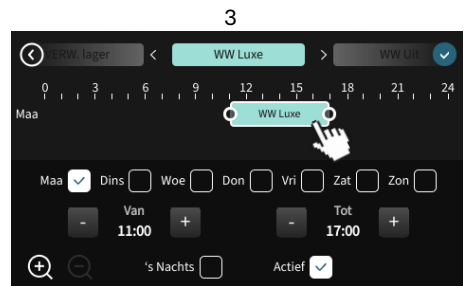 3
VERW. lager < WW Luxe > WW Uit
0 3 6 9 12 15 18 21 24
Maa WW Luxe
Maa Dins Woe Don Vri Zat Zon
Van Tot
- 11:00 + - 17:00 +
's Nachts Actief